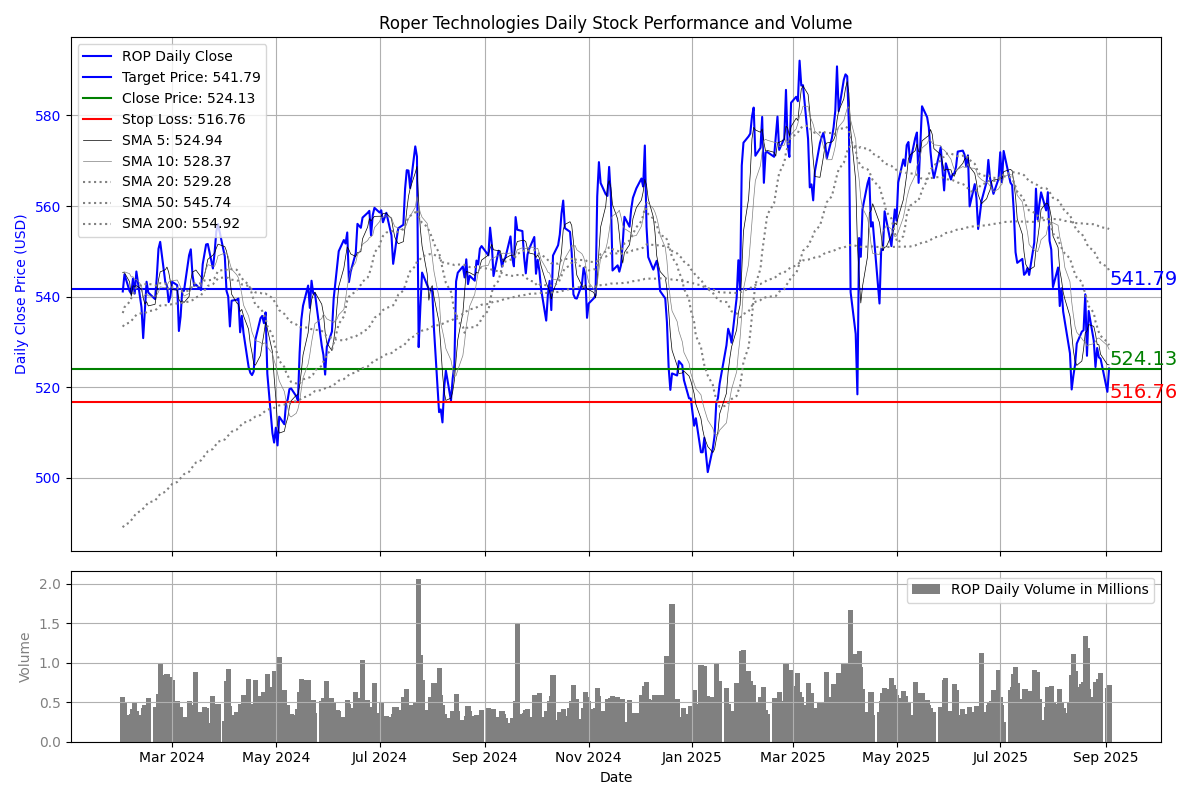 Roper Technologies Daily Stock Performance and Volume
ROP Daily Close
Target Price: 541.79
Close Price: 524.13
Stop Loss: 516.76
SMA 5: 524.94
SMA 10: 528.37
SMA 20: 529.28
SMA 50: 545.74
SMA 200: 554.92
Daily Close Price (USD)
580
560
540
520
500
541.79
524.13
516.76
ROP Daily Volume in Millions
Volume
2.0
1.5
1.0
0.5
0.0
Mar 2024 May 2024 Jul 2024 Sep 2024 Nov 2024 Jan 2025 Mar 2025 May 2025 Jul 2025 Sep 2025
Date